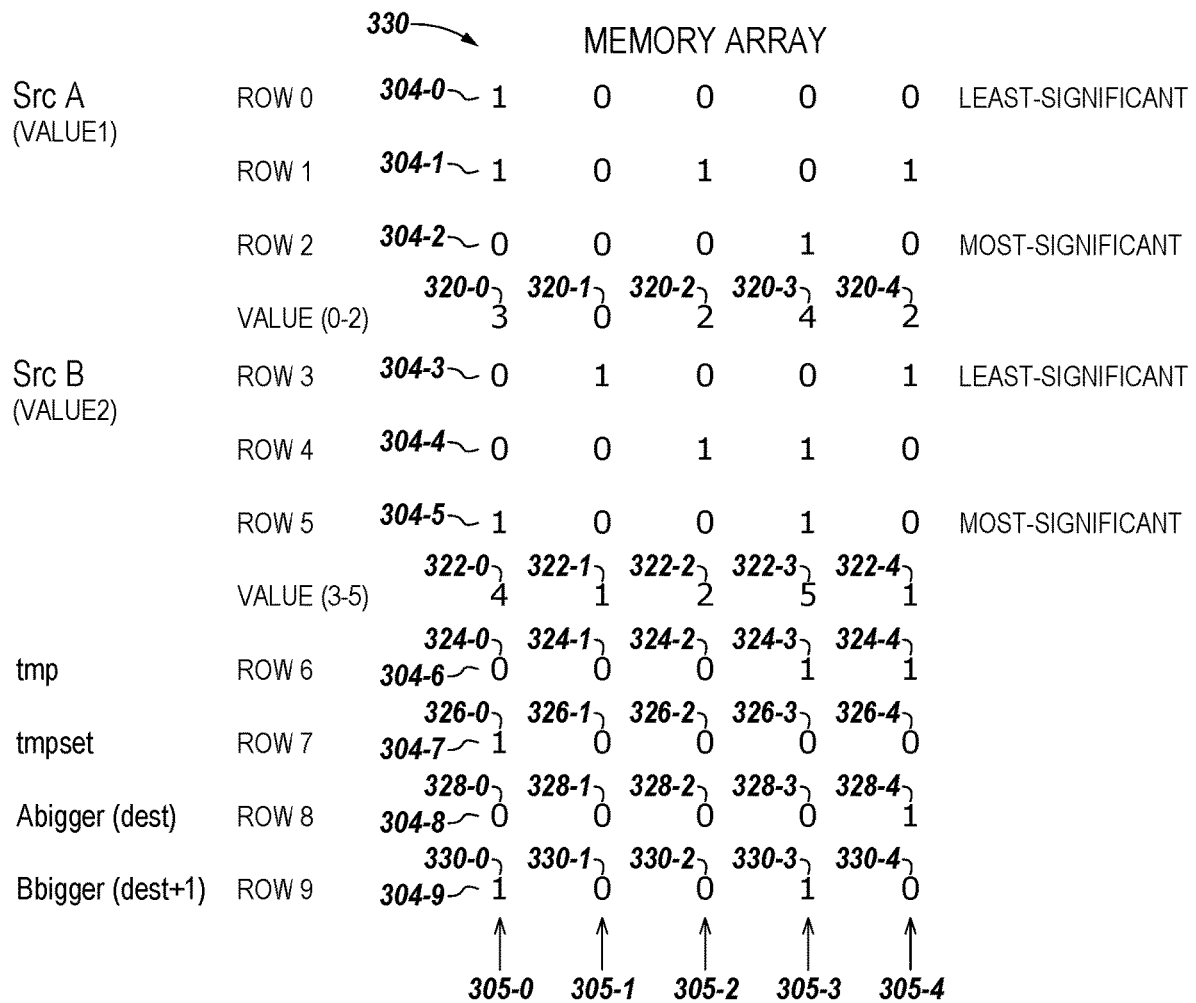 330 MEMORY ARRAY
Src A ROW 0 304-0 1 0 0 0 0 LEAST-SIGNIFICANT
(VALUE1)
ROW 1 304-1 1 0 1 0 1
ROW 2 304-2 0 0 0 1 0 MOST-SIGNIFICANT
320-0 320-1 320-2 320-3 320-4
VALUE (0-2) 3 0 2 4 2
Src B ROW 3 304-3 0 1 0 0 1 LEAST-SIGNIFICANT
(VALUE2)
ROW 4 304-4 0 0 1 1 0
ROW 5 304-5 1 0 0 1 0 MOST-SIGNIFICANT
322-0 322-1 322-2 322-3 322-4
VALUE (3-5) 4 1 2 5 1
324-0 324-1 324-2 324-3 324-4
tmp ROW 6 304-6 0 0 0 1 1
326-0 326-1 326-2 326-3 326-4
tmpset ROW 7 304-7 1 0 0 0 0
328-0 328-1 328-2 328-3 328-4
Abigger (dest) ROW 8 304-8 0 0 0 0 1
330-0 330-1 330-2 330-3 330-4
Bbigger (dest+1) ROW 9 304-9 1 0 0 1 0
305-0 305-1 305-2 305-3 305-4